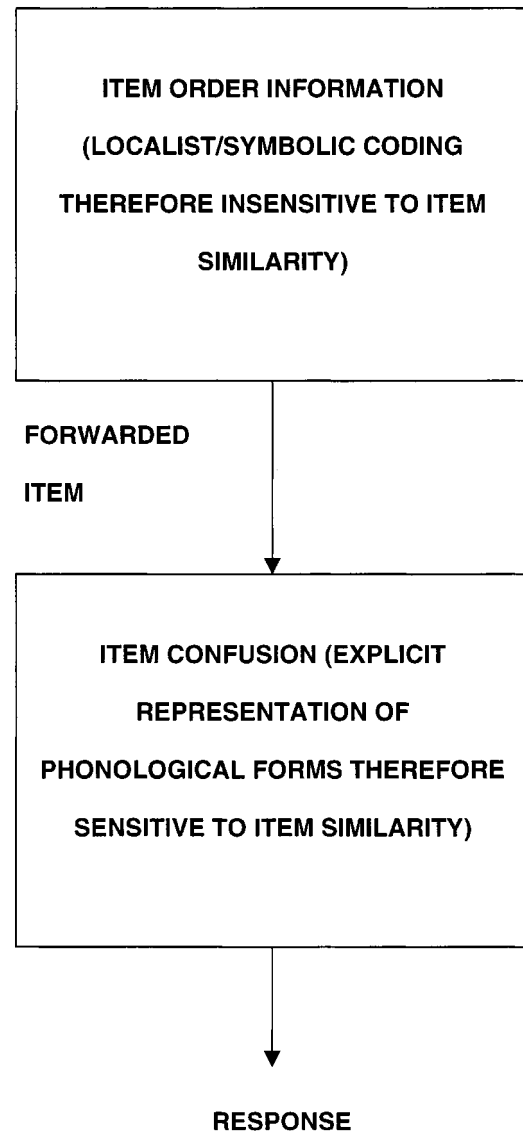 ITEM ORDER INFORMATION
(LOCALIST/SYMBOLIC CODING
THEREFORE INSENSITIVE TO ITEM
SIMILARITY)
FORWARDED
ITEM
ITEM CONFUSION (EXPLICIT
REPRESENTATION OF
PHONOLOGICAL FORMS THEREFORE
SENSITIVE TO ITEM SIMILARITY)
RESPONSE